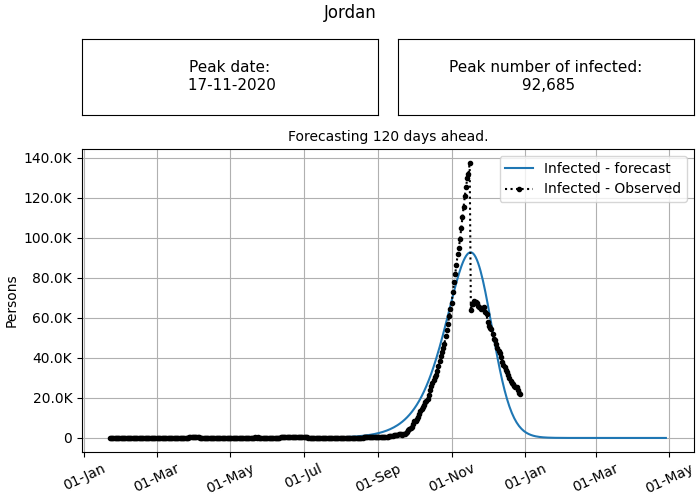 Jordan
Peak date:
17-11-2020
Peak number of infected:
92,685
Forecasting 120 days ahead.
140.0K
120.0K
100.0K
80.0K
60.0K
40.0K
20.0K
0
Persons
Infected - forecast
Infected - Observed
01-Jan
01-Mar
01-May
01-Jul
01-Sep
01-Nov
01-Jan
01-Mar
01-May